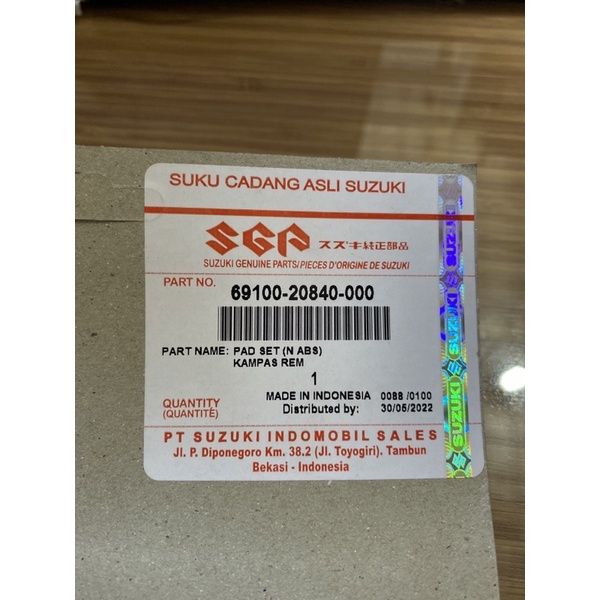 SUKU CADANG ASLI SUZUKI
SGP スズキ純正部品
SUZUKI GENUINE PARTS/PIECES D'ORIGINE DE SUZUKI
PART NO. 69100-20840-000
PART NAME: PAD SET (N ABS)
KAMPAS REM
1
QUANTITY
(QUANTITÉ)
MADE IN INDONESIA 0088 /0100
Distributed by: 30/05/2022
PT SUZUKI INDOMOBIL SALES
Jl. P. Diponegoro Km. 38.2 (Jl. Toyogiri). Tambun
Bekasi - Indonesia
SUZUKI
SUZUKI
SUZUKI
SUZUKI